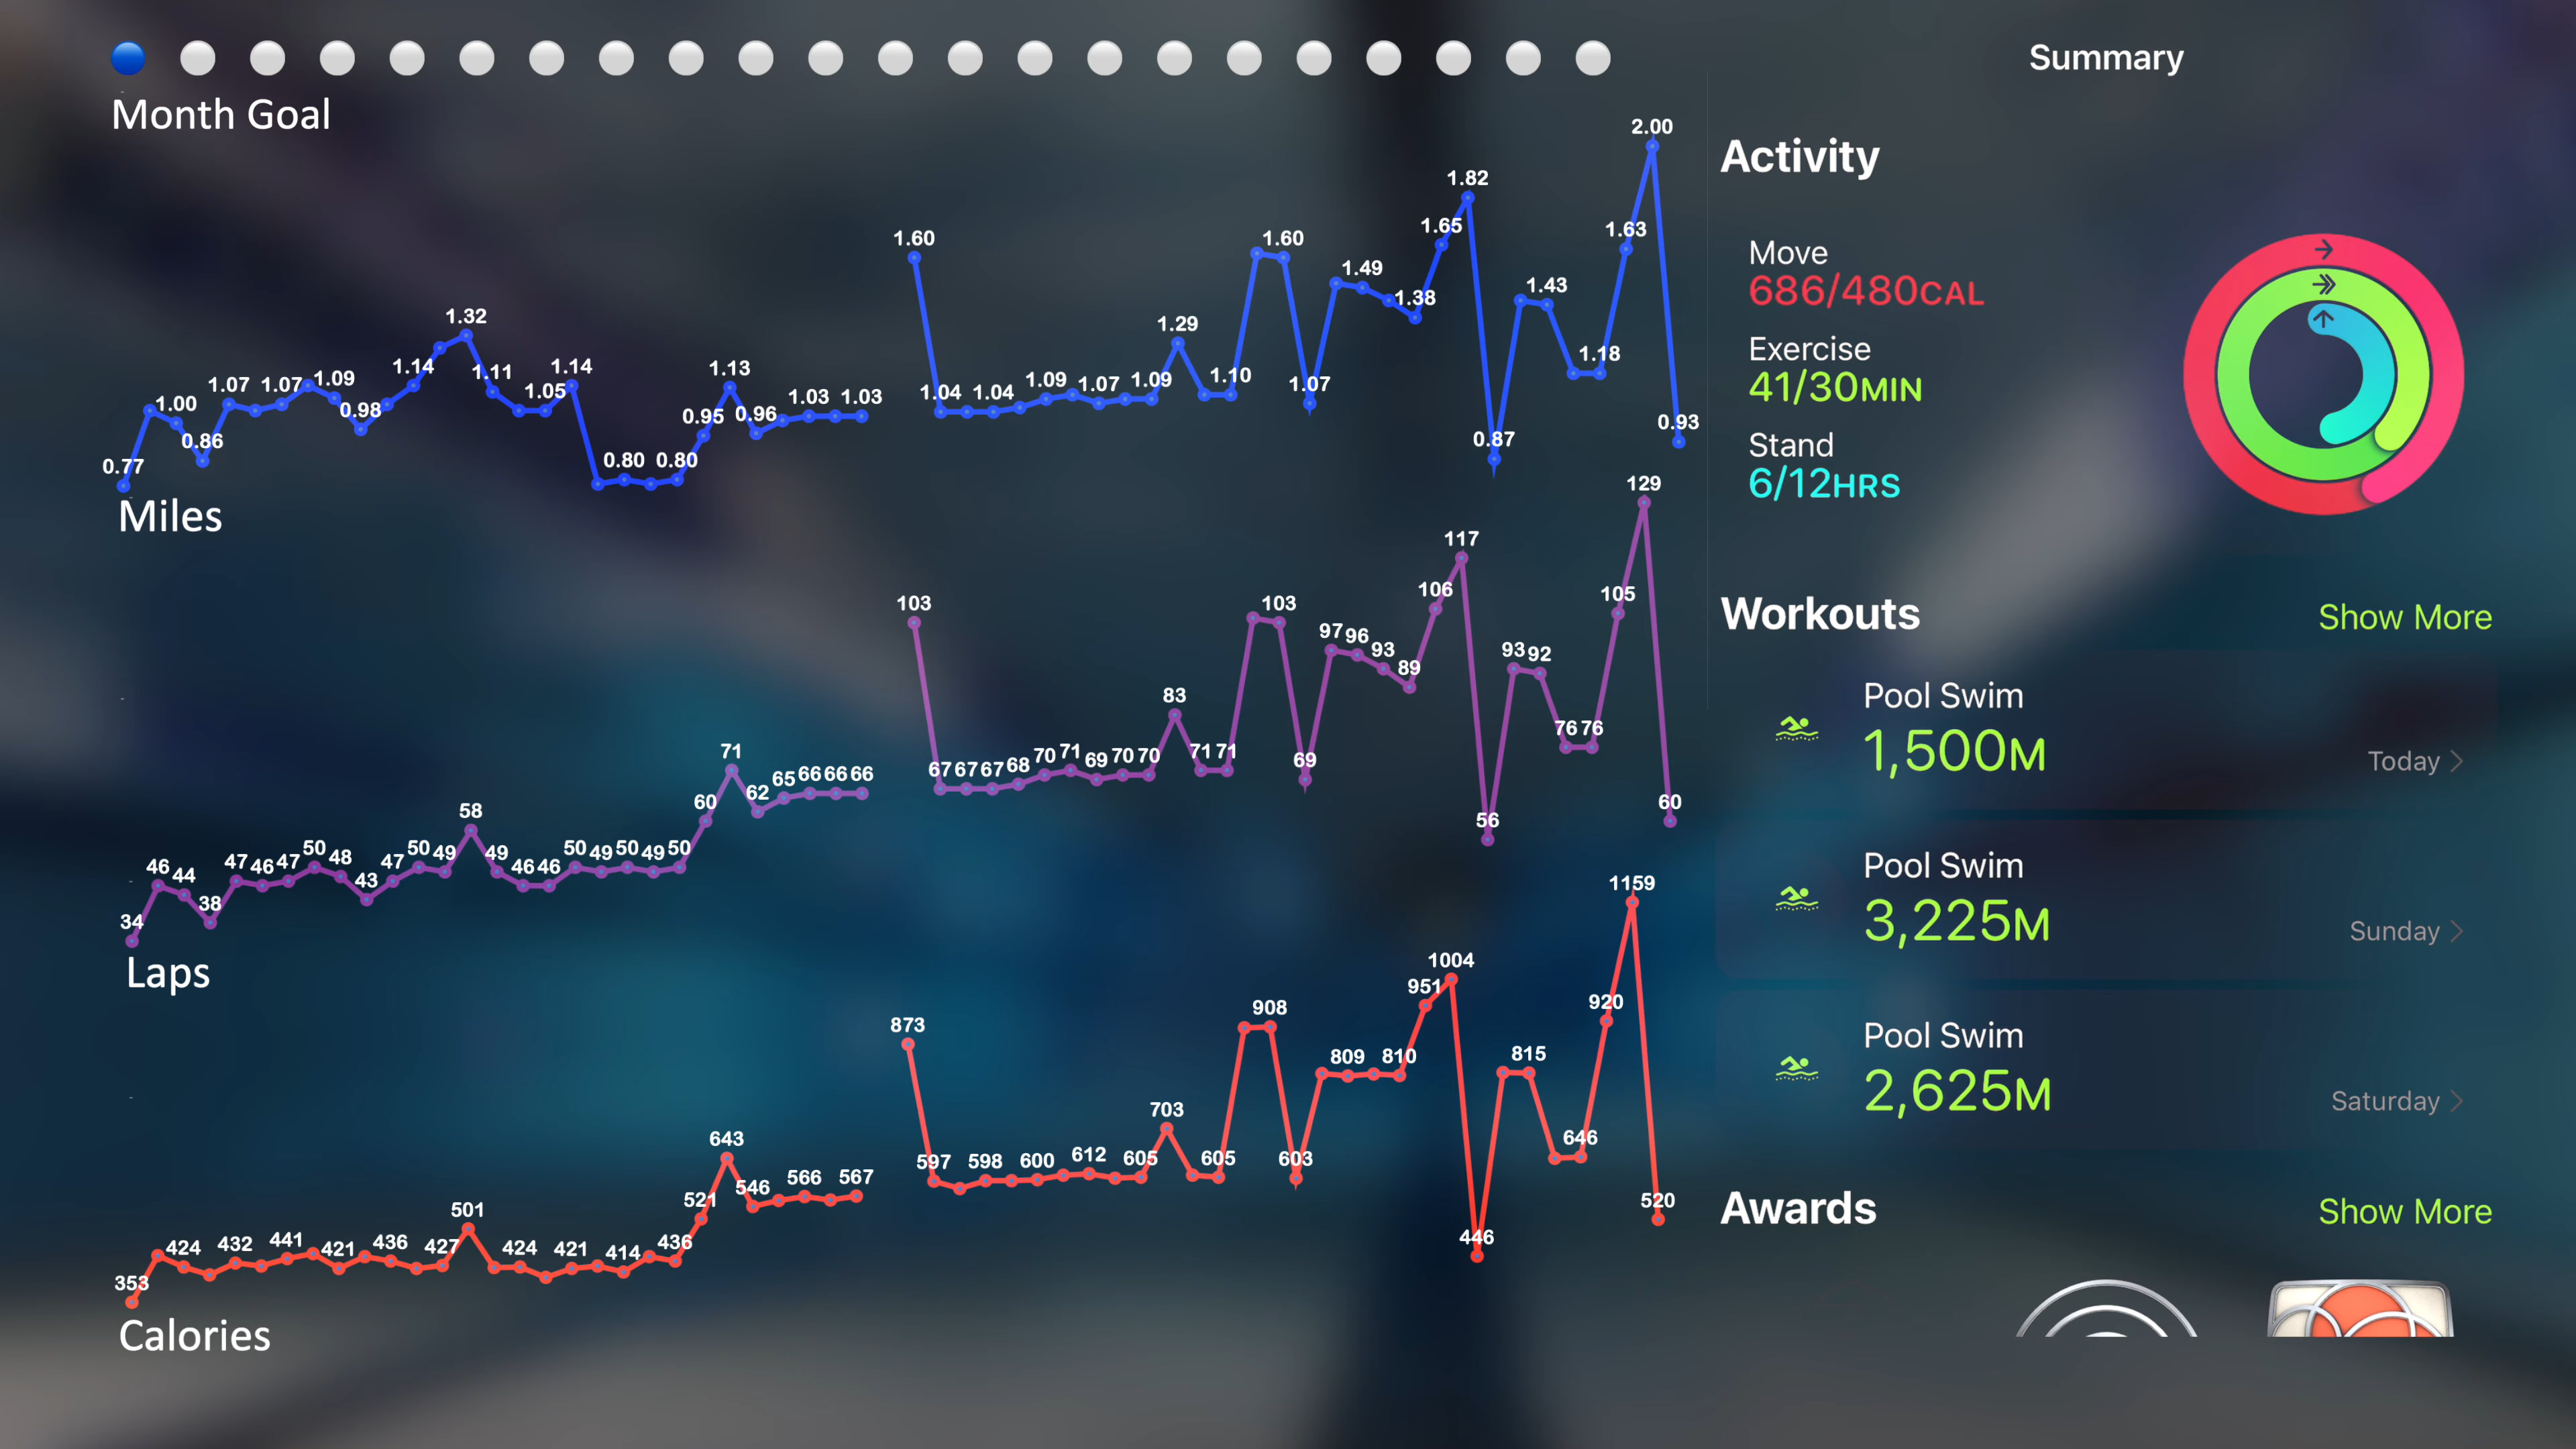 Month Goal
0.77 1.00 0.86 1.07 1.07 1.09 0.98 1.14 1.32 1.11 1.05 1.14 0.80 0.80 0.95 1.13 0.96 1.03 1.03 1.60 1.04 1.04 1.09 1.07 1.09 1.29 1.10 1.60 1.07 1.49 1.38 1.65 1.82 0.87 1.43 1.18 1.63 2.00 0.93
Miles
34 46 44 38 47 46 47 50 48 43 47 50 49 58 49 46 46 50 49 50 49 50 60 71 62 65 66 66 66 103 67 67 67 68 70 71 69 70 70 83 71 71 103 69 97 96 93 89 106 117 56 93 92 76 76 105 129 60
Laps
353 424 432 441 421 436 427 501 424 421 414 436 521 643 546 566 567 873 597 598 600 612 605 703 605 908 603 809 810 951 1004 446 815 646 920 1159 520
Calories
Summary
Activity
Move
686/480CAL
Exercise
41/30MIN
Stand
6/12HRS
Workouts Show More
Pool Swim
1,500M Today
Pool Swim
3,225M Sunday
Pool Swim
2,625M Saturday
Awards Show More